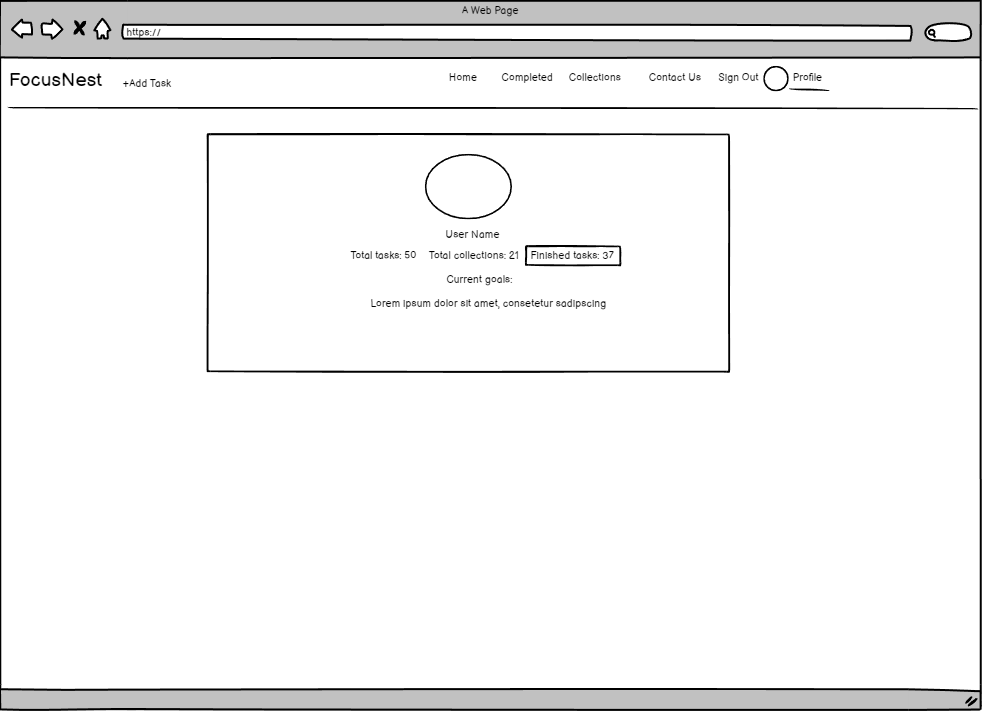 A Web Page
https://
FocusNest +Add Task Home Completed Collections Contact Us Sign Out Profile
User Name
Total tasks: 50 Total collections: 21 Finished tasks: 37
Current goals:
Lorem ipsum dolor sit amet, consetetur sadipscing